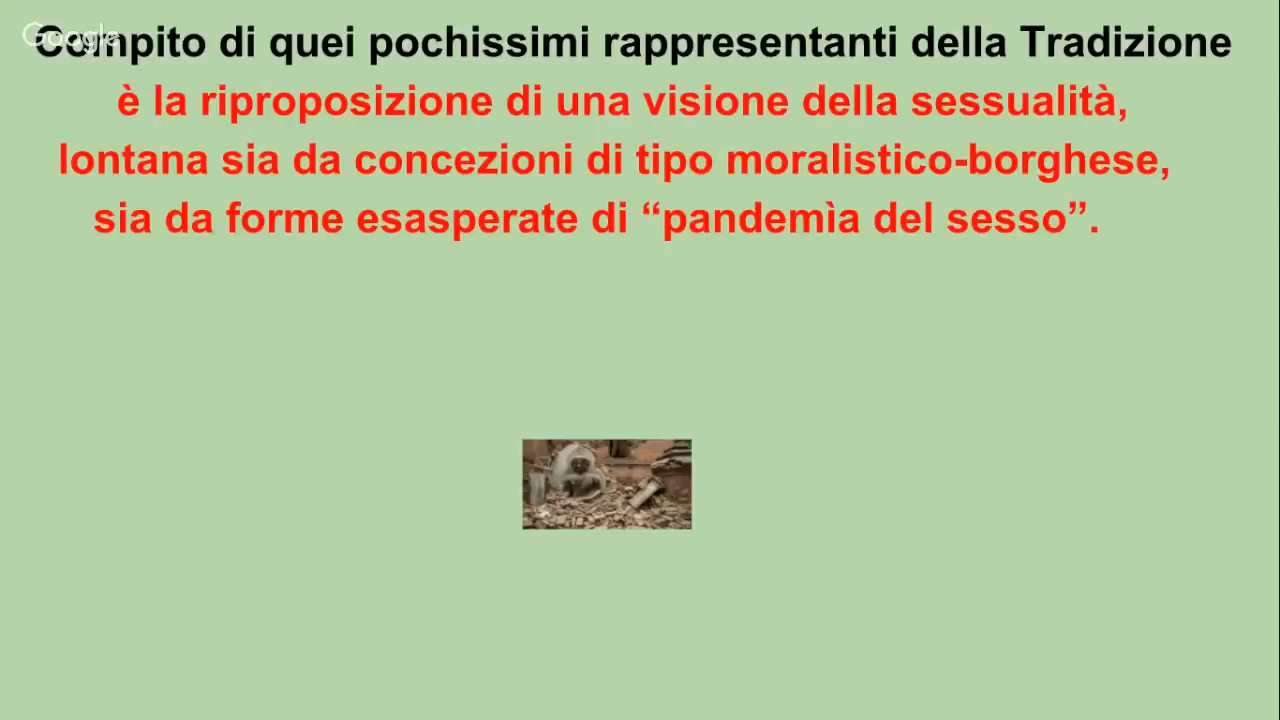 Google
Compito di quei pochissimi rappresentanti della Tradizione
è la riproposizione di una visione della sessualità,
lontana sia da concezioni di tipo moralistico-borghese,
sia da forme esasperate di “pandemìa del sesso”.